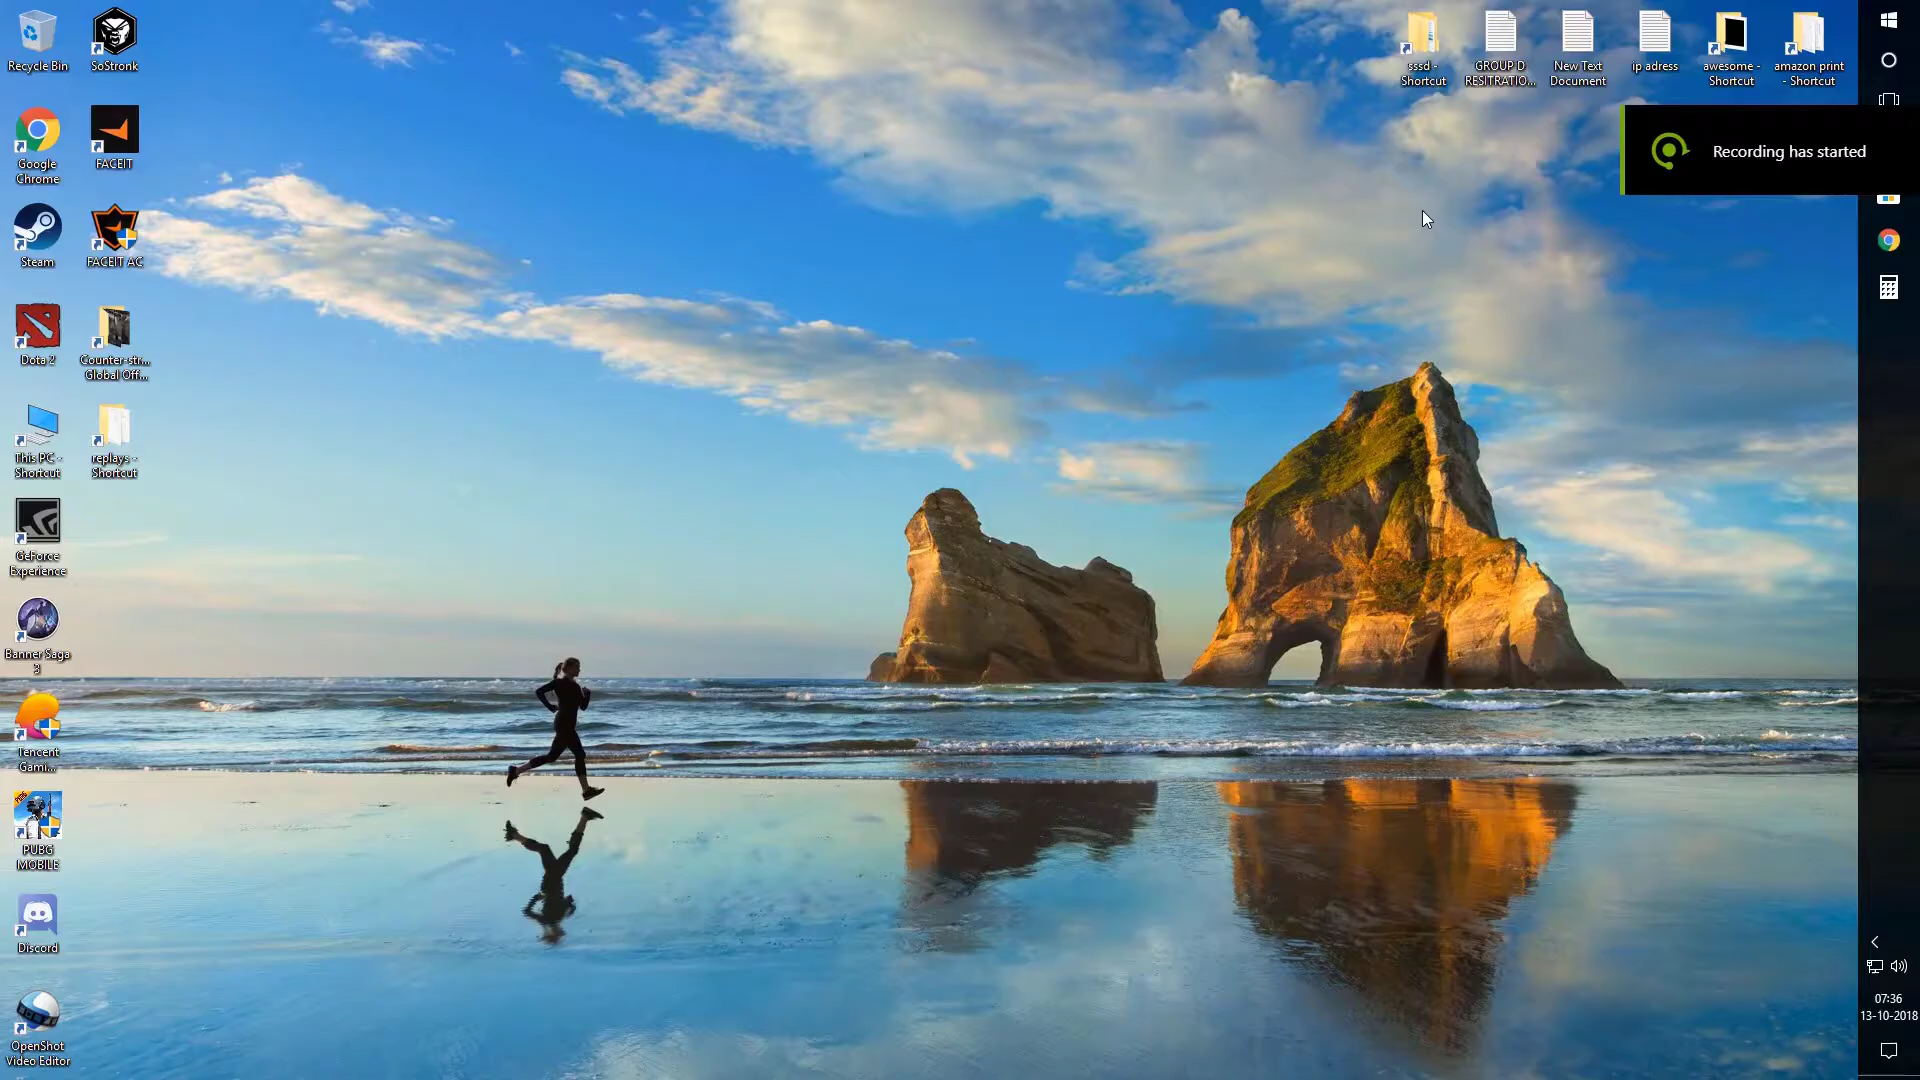 Recycle Bin
SoStronk
Google
Chrome
FACEIT
Steam
FACEIT AC
Dota 2
Counter-str...
Global Off...
This PC -
Shortcut
replays -
Shortcut
GeForce
Experience
Banner Saga
3
Tencent
Gami...
PUBG
MOBILE
Discord
OpenShot
Video Editor
sssd -
Shortcut
GROUP D
RESITRATIO...
New Text
Document
ip adress
awesome -
Shortcut
amazon print
- Shortcut
Recording has started
07:36
13-10-2018